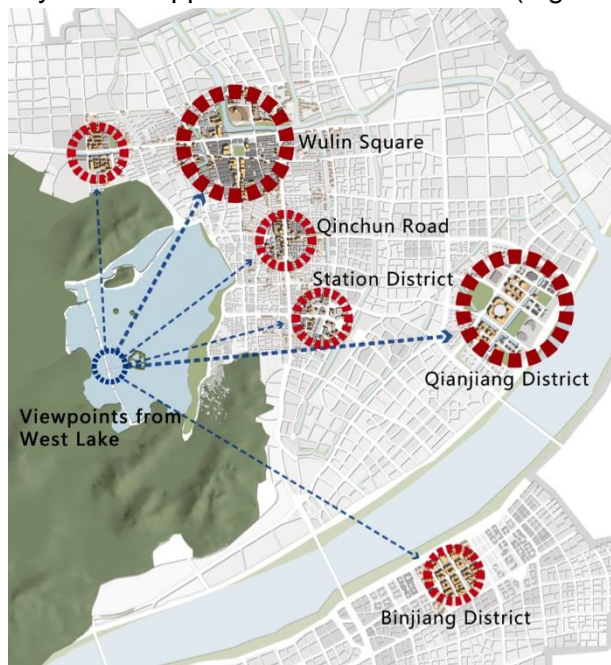 Wulin Square
Qinchun Road
Station District
Qianjiang District
Viewpoints from
West Lake
Binjiang District